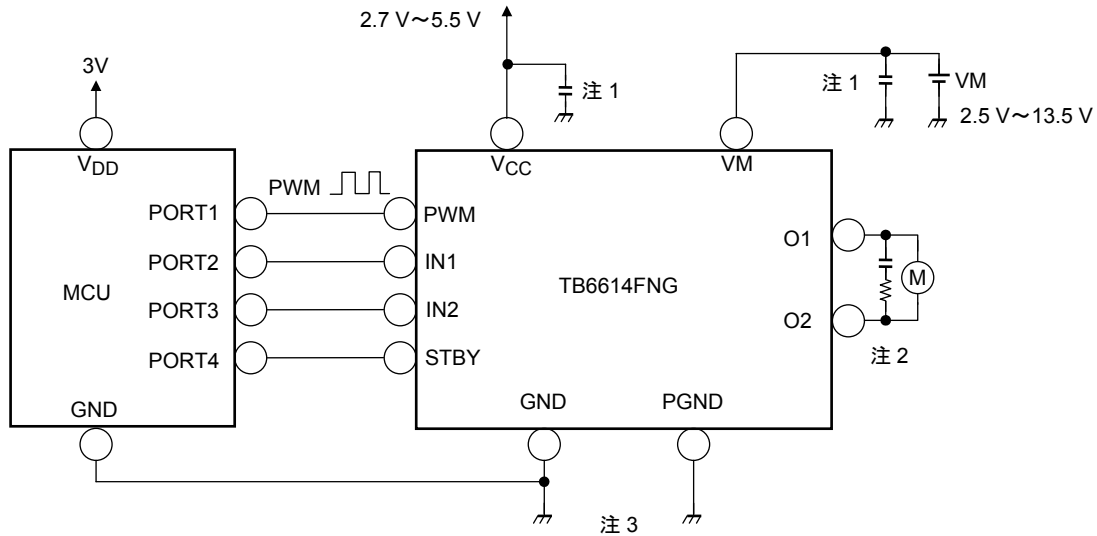 2.7 V～5.5 V
3V
注 1
注 1
VM
2.5 V～13.5 V
VDD
VCC
VM
PWM
PORT1
PWM
O1
PORT2
IN1
MCU
TB6614FNG
M
PORT3
IN2
O2
PORT4
STBY
注 2
GND
GND
PGND
注 3